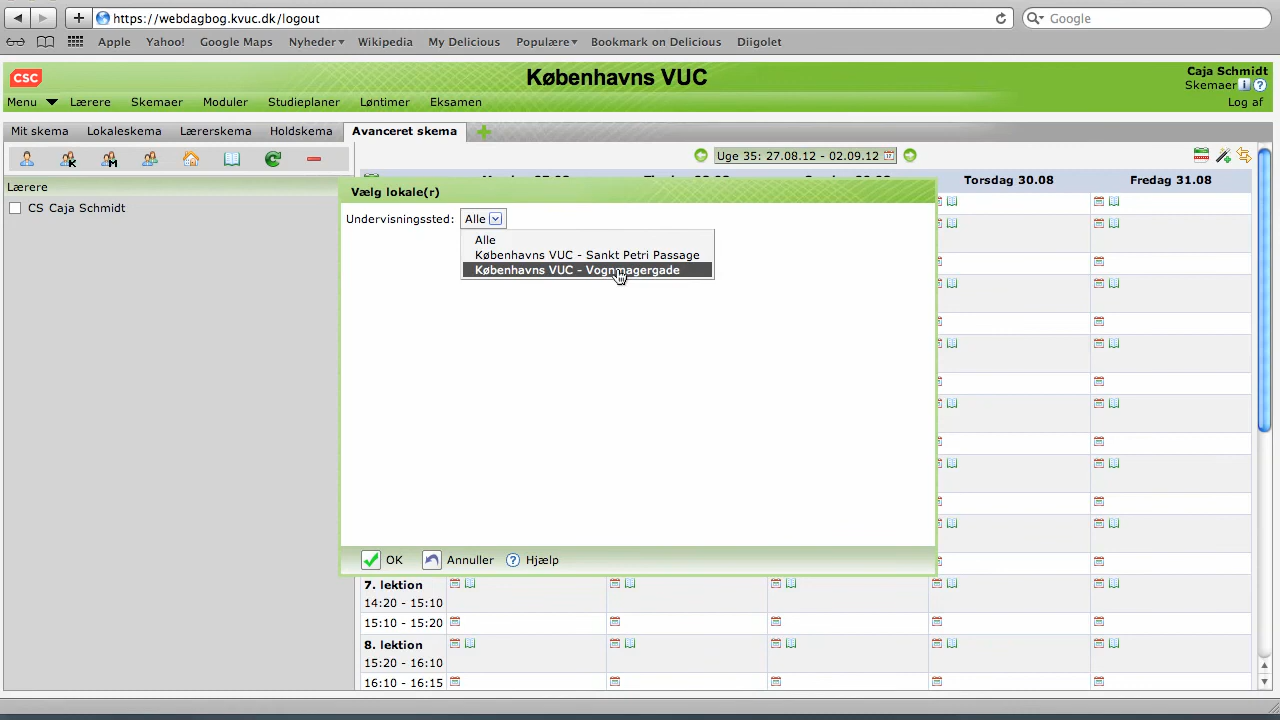 https://webdagbog.kvuc.dk/logout
Google
Apple Yahoo! Google Maps Nyheder Wikipedia My Delicious Populære Bookmark on Delicious Diigolet
CSC
Københavns VUC
Caja Schmidt
Skemaer
Log af
Menu Lærere Skemaer Moduler Studieplaner Løntimer Eksamen
Mit skema Lokaleskema Lærerskema Holdskema Avanceret skema
Uge 35: 27.08.12 - 02.09.12
Torsdag 30.08 Fredag 31.08
Lærere
CS Caja Schmidt
Vælg lokale(r)
Undervisningssted: Alle
Alle
Københavns VUC - Sankt Petri Passage
Københavns VUC - Vognmagergade
OK Annuller Hjælp
7. lektion
14:20 - 15:10
15:10 - 15:20
8. lektion
15:20 - 16:10
16:10 - 16:15